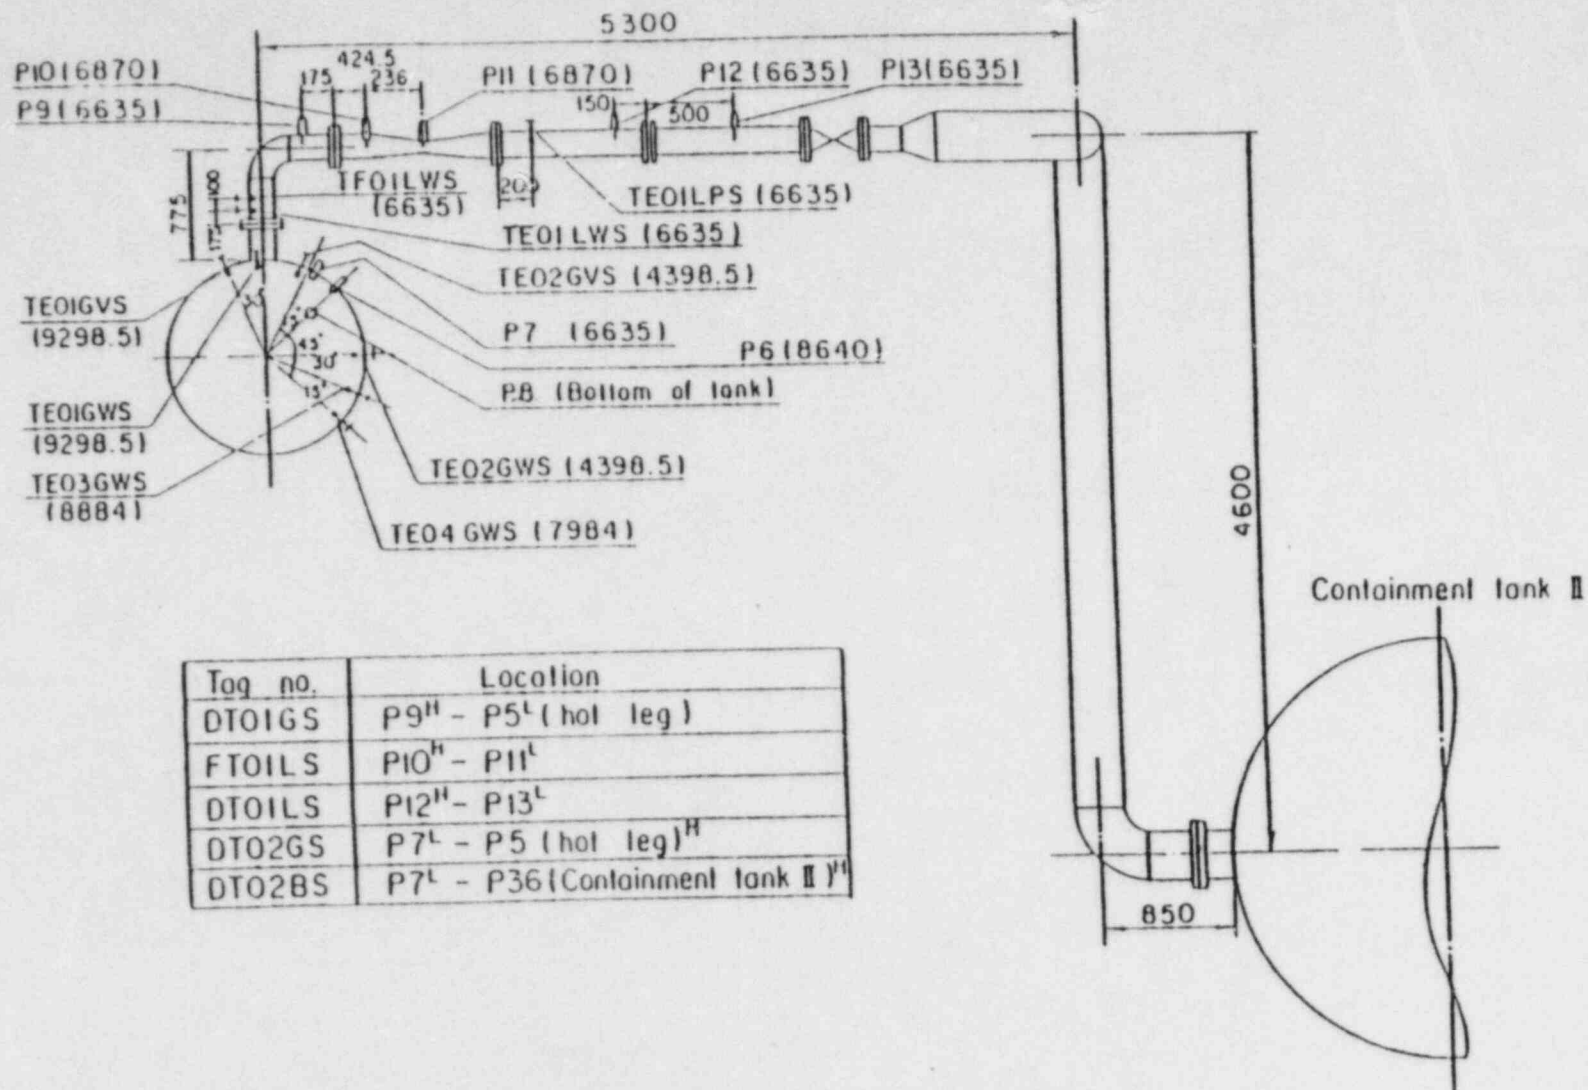 5300
424.5
P10(6870)
175
236
P11 (6870)
P12 (6635)
P13(6635)
P9(6635)
150
500
TF01LWS
(6635)
200
TE01LPS (6635)
100
775
175
TE01LWS (6635)
TE02GVS (4398.5)
TE01GVS
(9298.5)
P7 (6635)
45°
30°
15°
P6(8640)
P8 (Bottom of tank)
TE01GWS
(9298.5)
TE02GWS (4398.5)
TE03GWS
(8884)
TE04 GWS (7984)
4600
Containment tank II
Tag no. Location
DT01GS P9ᴴ - P5ᴸ (hot leg)
FT01LS P10ᴴ - P11ᴸ
DT01LS P12ᴴ - P13ᴸ
DT02GS P7ᴸ - P5 (hot leg)ᴴ
DT02BS P7ᴸ - P36(Containment tank II)ᴴ
850